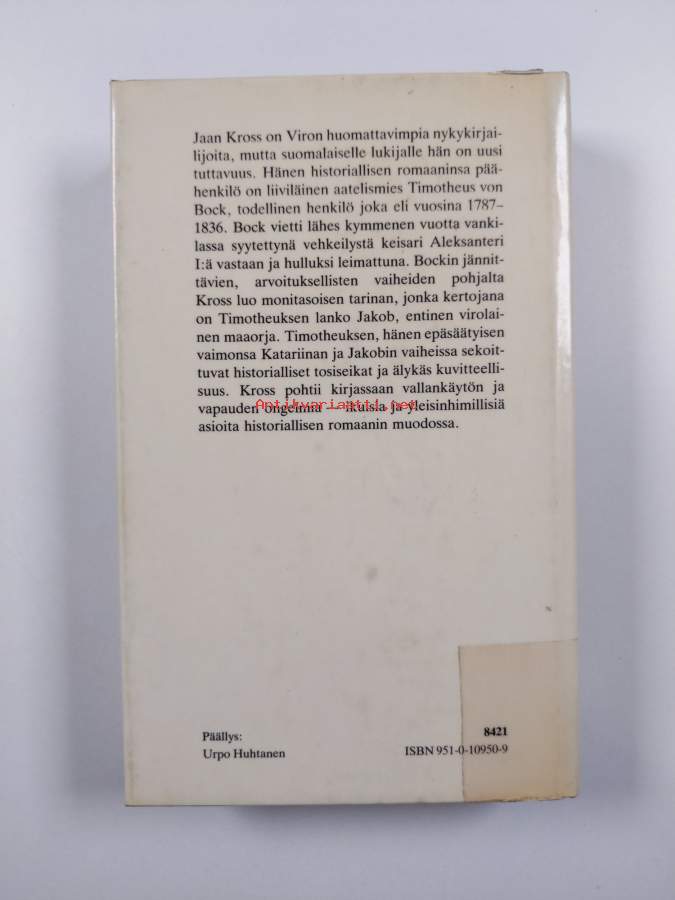 Jaan Kross on Viron huomattavimpia nykykirjai-
lijoita, mutta suomalaiselle lukijalle hän on uusi
tuttavuus. Hänen historiallisen romaaninsa pää-
henkilö on liiviläinen aatelismies Timotheus von
Bock, todellinen henkilö joka eli vuosina 1787–
1836. Bock vietti lähes kymmenen vuotta vanki-
lassa syytettynä vehkeilystä keisari Aleksanteri
I:ä vastaan ja hulluksi leimattuna. Bockin jännit-
tävien, arvoituksellisten vaiheiden pohjalta
Kross luo monitasoisen tarinan, jonka kertojana
on Timotheuksen lanko Jakob, entinen virolai-
nen maaorja. Timotheuksen, hänen epäsäätyisen
vaimonsa Katariinan ja Jakobin vaiheissa sekoit-
tuvat historialliset tosiseikat ja älykäs kuvitteelli-
suus. Kross pohtii kirjassaan vallankäytön ja
vapauden ongelmia — ikuisia ja yleisinhimillisiä
Antikvariaatti.net
asioita historiallisen romaanin muodossa.
Päällys:
Urpo Huhtanen
8421
ISBN 951-0-10950-9